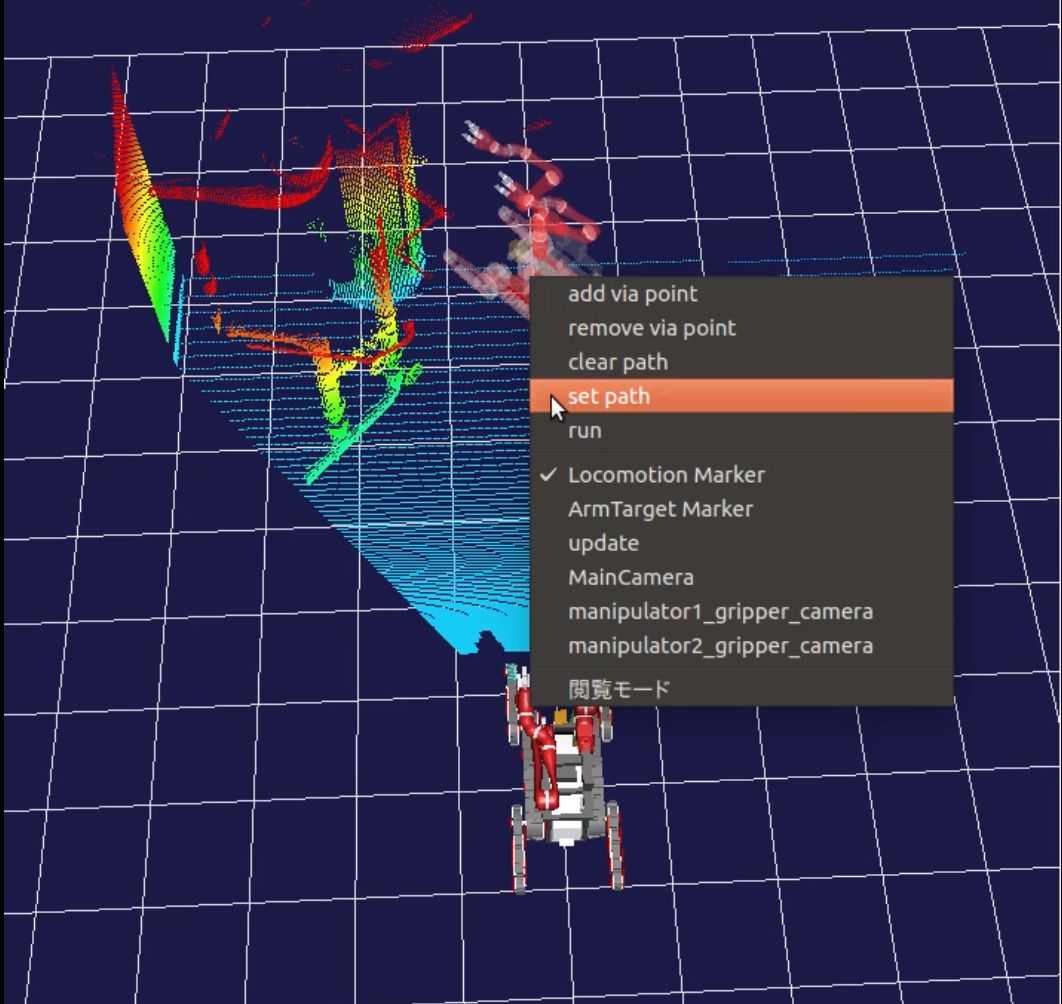 add via point
remove via point
clear path
set path
run
Locomotion Marker
ArmTarget Marker
update
MainCamera
manipulator1_gripper_camera
manipulator2_gripper_camera
閲覧モード